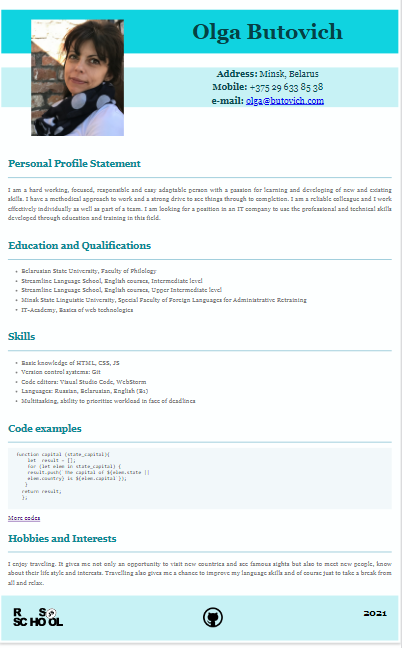 Olga Butovich
Address: Minsk, Belarus
Mobile: +375 29 633 85 38
e-mail: olga@butovich.com
Personal Profile Statement
I am a hard working, focused, responsible and easy adaptable person with a passion for learning and developing of new and existing
skills. I have a methodical approach to work and a strong drive to see things through to completion. I am a reliable colleague and I work
effectively individually as well as part of a team. I am looking for a position in an IT company to use the professional and technical skills
developed through education and training in this field.
Education and Qualifications
Belarusian State University, Faculty of Philology
Streamline Language School, English courses, Intermediate level
Streamline Language School, English courses, Upper Intermediate level
Minsk State Linguistic University, Special Faculty of Foreign Languages for Administrative Retraining
IT-Academy, Basics of web technologies
Skills
Basic knowledge of HTML, CSS, JS
Version control systems: Git
Code editors: Visual Studio Code, WebStorm
Languages: Russian, Belarusian, English (B1)
Multitasking, ability to prioritise workload in face of deadlines
Code examples
function capital (state_capital){
let result = [];
for (let elem in state_capital) {
result.push(`The capital of ${elem.state ||
elem.country} is ${elem.capital}`);
}
return result;
};
More codes
Hobbies and Interests
I enjoy traveling. It gives me not only an opportunity to visit new countries and see famous sights but also to meet new people, know
about their life style and interests. Travelling also gives me a chance to improve my language skills and of course just to take a break from
all and relax.
R S
SCHOOL
2021